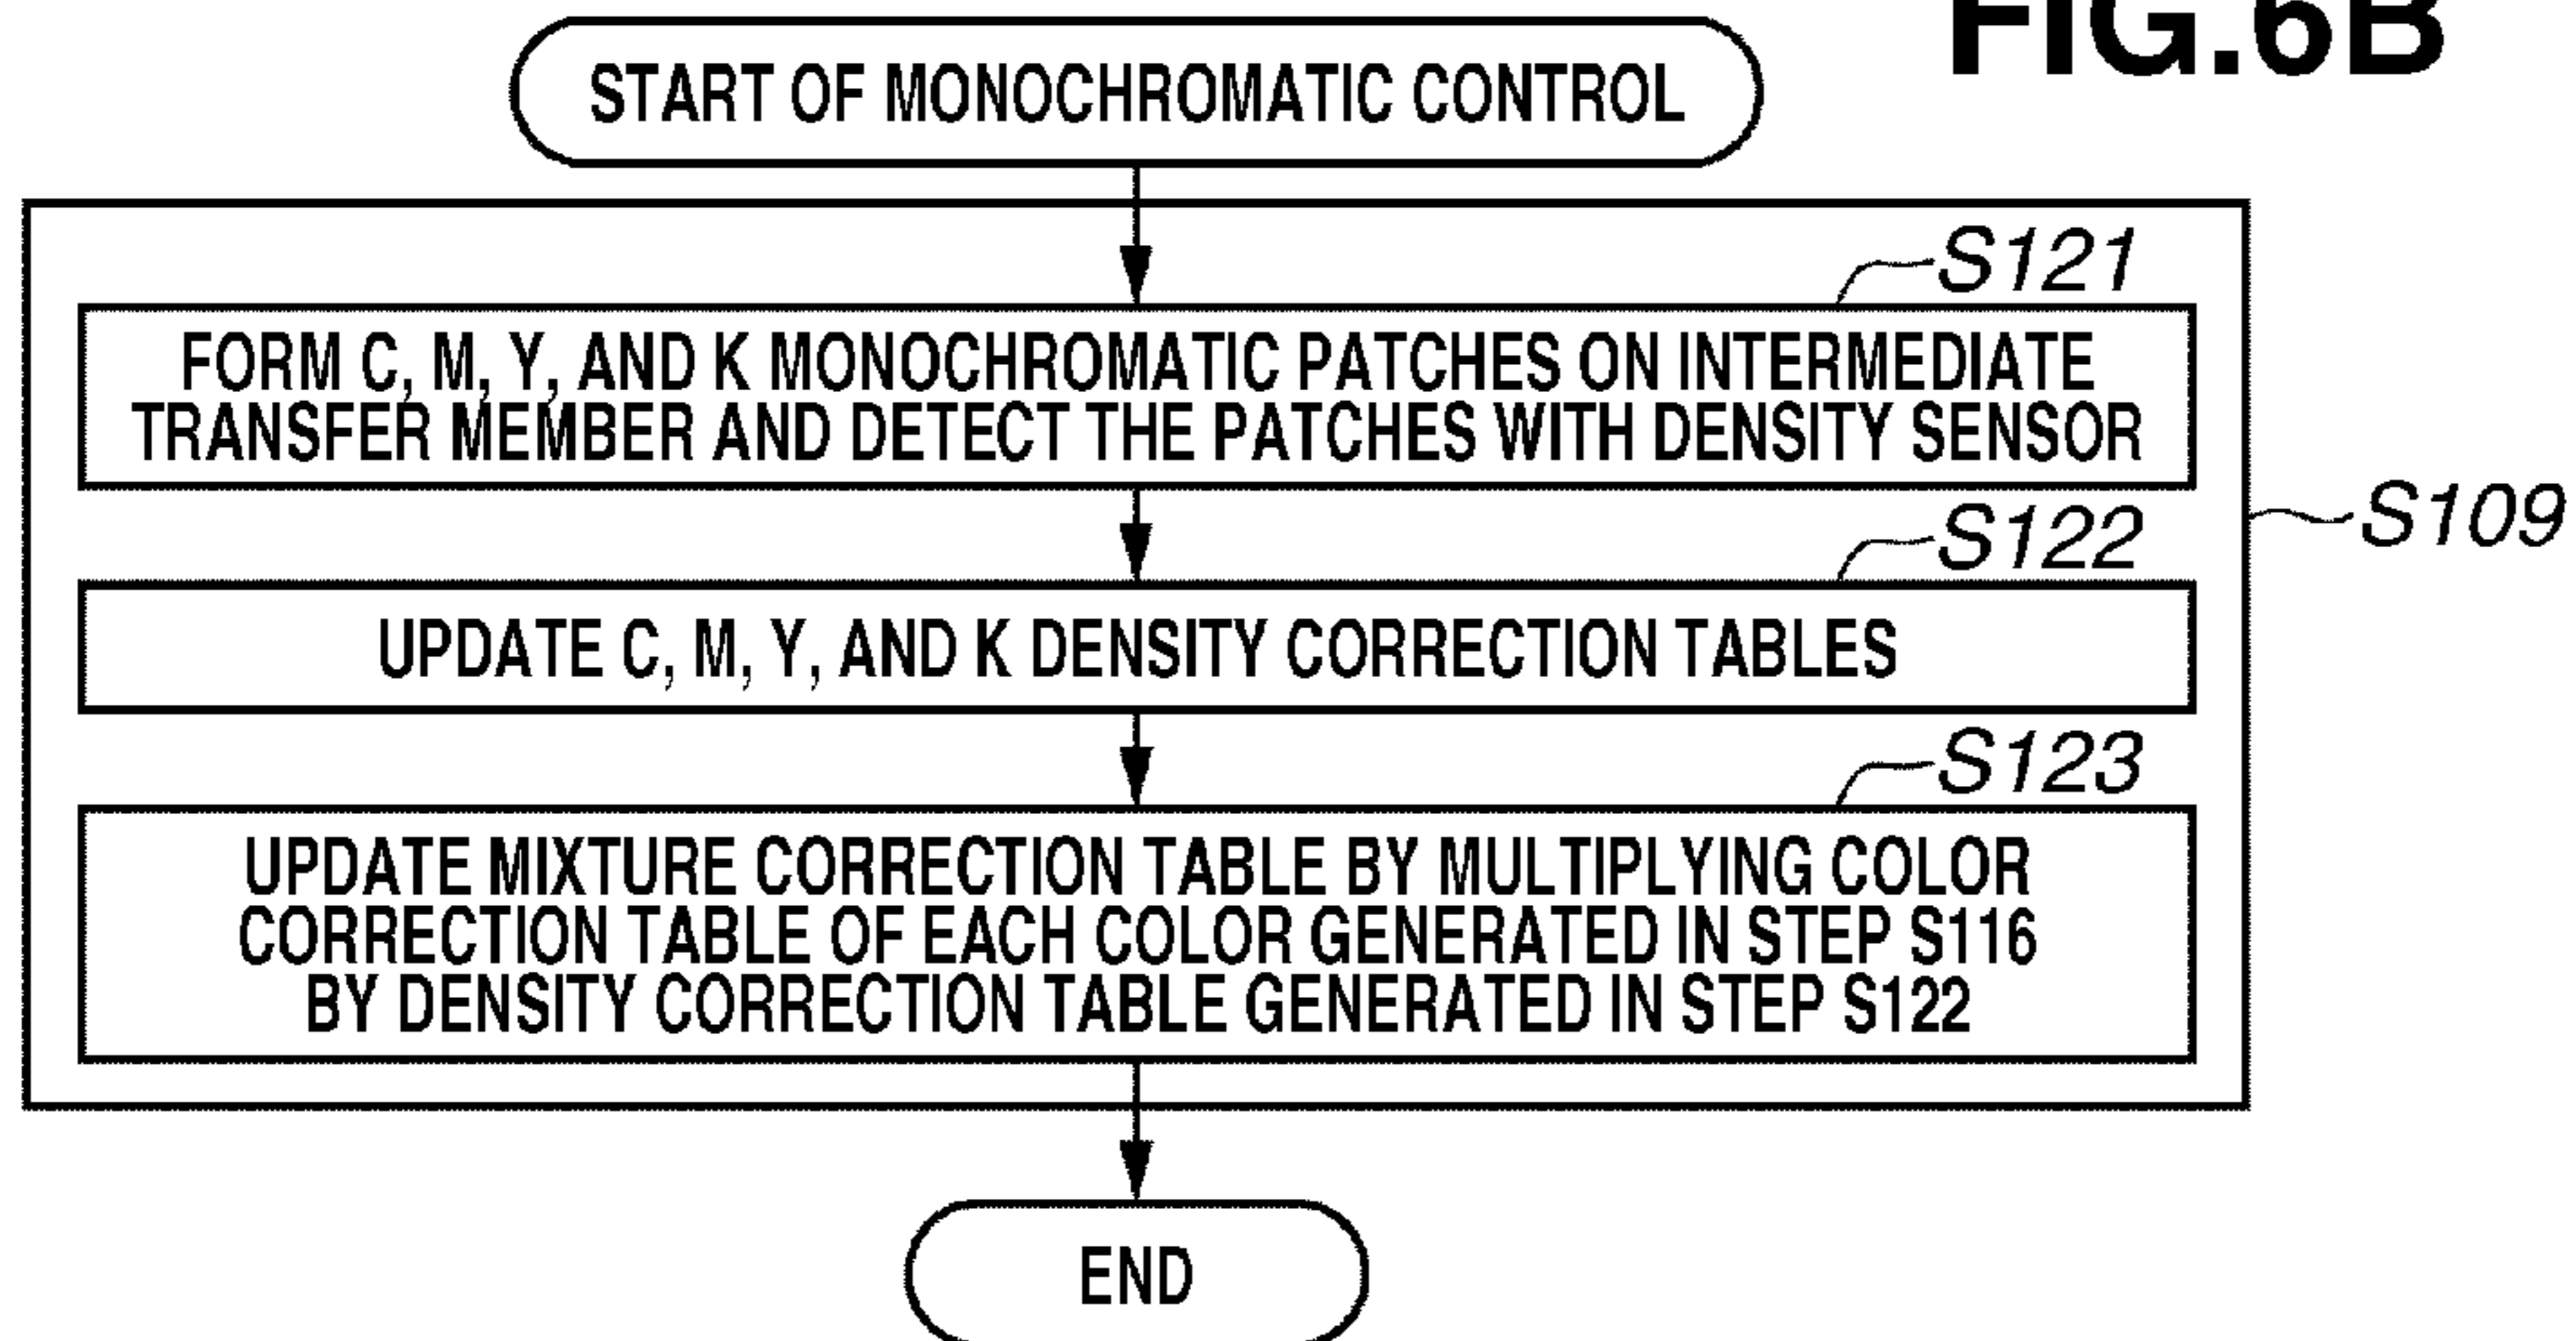 FIG.6B
START OF MONOCHROMATIC CONTROL
S121
FORM C, M, Y, AND K MONOCHROMATIC PATCHES ON INTERMEDIATE
TRANSFER MEMBER AND DETECT THE PATCHES WITH DENSITY SENSOR
S109
S122
UPDATE C, M, Y, AND K DENSITY CORRECTION TABLES
S123
UPDATE MIXTURE CORRECTION TABLE BY MULTIPLYING COLOR
CORRECTION TABLE OF EACH COLOR GENERATED IN STEP S116
BY DENSITY CORRECTION TABLE GENERATED IN STEP S122
END